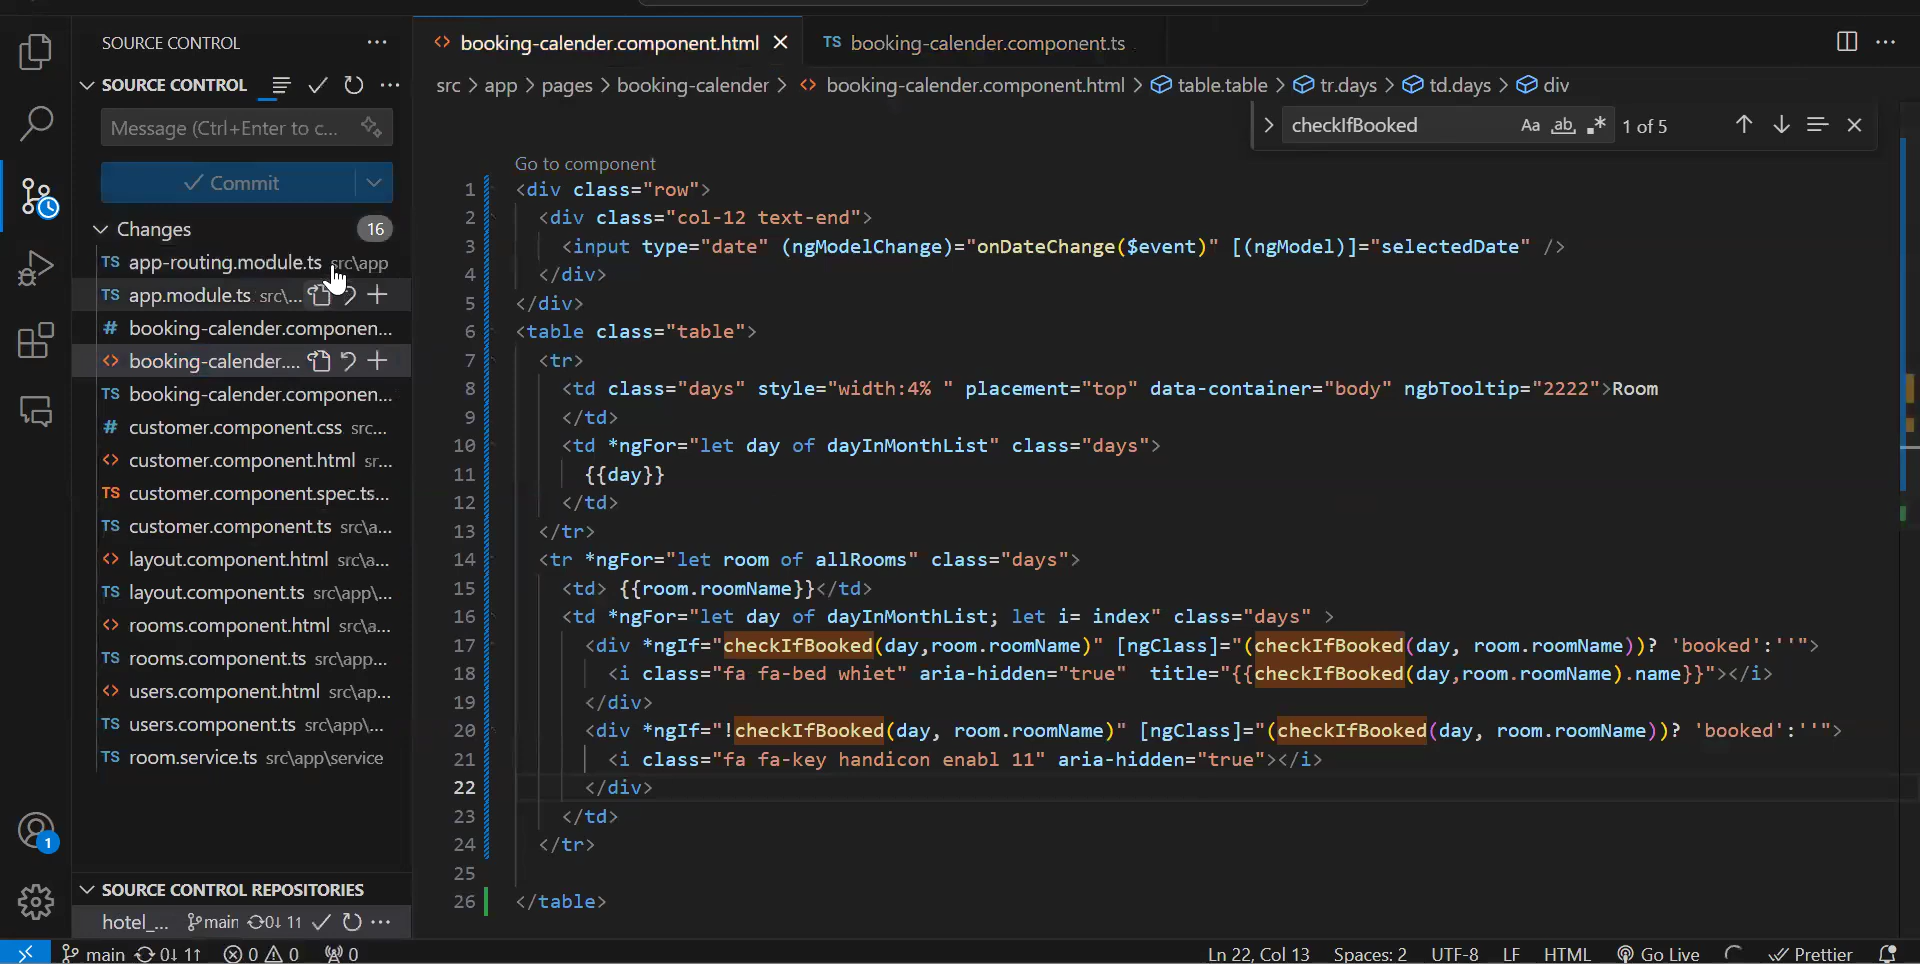 SOURCE CONTROL
SOURCE CONTROL
Message (Ctrl+Enter to c...
Commit
Changes 16
TS app-routing.module.ts src\app
TS app.module.ts src\...
# booking-calender.componen...
<> booking-calender....
TS booking-calender.componen...
# customer.component.css src...
<> customer.component.html sr...
TS customer.component.spec.ts...
TS customer.component.ts src\a...
<> layout.component.html src\a...
TS layout.component.ts src\app\...
<> rooms.component.html src\a...
TS rooms.component.ts src\app...
<> users.component.html src\ap...
TS users.component.ts src\app\...
TS room.service.ts src\app\service
1
SOURCE CONTROL REPOSITORIES
hotel_... main 0↓ 1↑
<> booking-calender.component.html
TS booking-calender.component.ts
src > app > pages > booking-calender > <> booking-calender.component.html > table.table > tr.days > td.days > div
checkIfBooked Aa ab .* 1 of 5
Go to component
1 <div class="row">
2 <div class="col-12 text-end">
3 <input type="date" (ngModelChange)="onDateChange($event)" [(ngModel)]="selectedDate" />
4 </div>
5 </div>
6 <table class="table">
7 <tr>
8 <td class="days" style="width:4% " placement="top" data-container="body" ngbTooltip="2222">Room
9 </td>
10 <td *ngFor="let day of dayInMonthList" class="days">
11 {{day}}
12 </td>
13 </tr>
14 <tr *ngFor="let room of allRooms" class="days">
15 <td> {{room.roomName}}</td>
16 <td *ngFor="let day of dayInMonthList; let i= index" class="days" >
17 <div *ngIf="checkIfBooked(day,room.roomName)" [ngClass]="(checkIfBooked(day, room.roomName))? 'booked':''">
18 <i class="fa fa-bed whiet" aria-hidden="true" title="{{checkIfBooked(day,room.roomName).name}}"></i>
19 </div>
20 <div *ngIf="!checkIfBooked(day, room.roomName)" [ngClass]="(checkIfBooked(day, room.roomName))? 'booked':''">
21 <i class="fa fa-key handicon enabl 11" aria-hidden="true"></i>
22 </div>
23 </td>
24 </tr>
25
26 </table>
main 0↓ 1↑ 0 0 0
Ln 22, Col 13 Spaces: 2 UTF-8 LF HTML Go Live Prettier